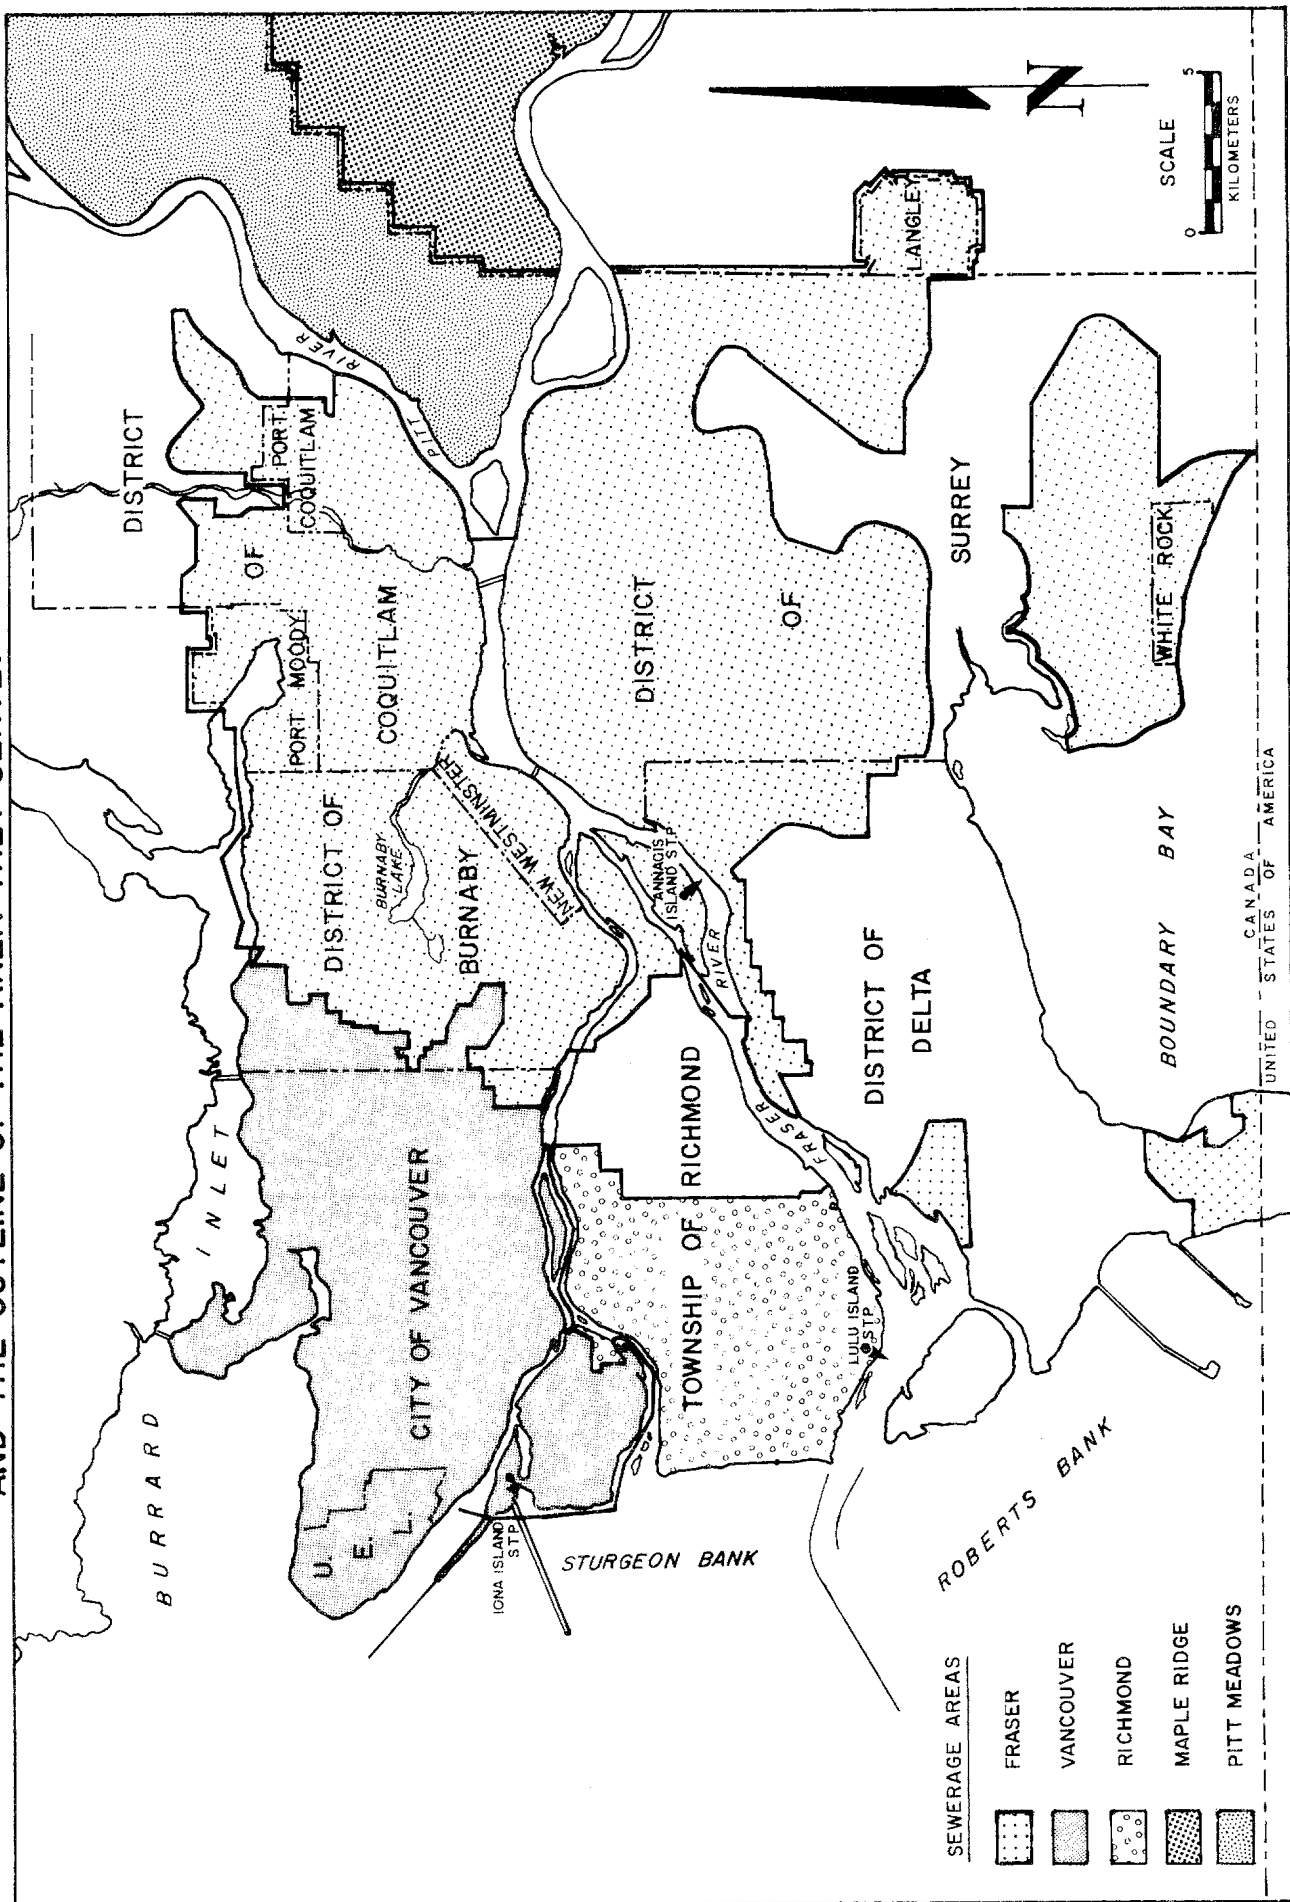 AND THE OUTLINE OF THE
BURRARD
INLET
DISTRICT
OF
COQUITLAM
PORT
COQUITLAM
PORT MOODY
PITT
RIVER
DISTRICT OF
BURNABY
BURNABY
LAKE
NEW WESTMINSTER
CITY OF VANCOUVER
U.
E.
L.
IONA ISLAND
STP
STURGEON BANK
TOWNSHIP OF RICHMOND
LULU ISLAND
STP
ANNACIS
ISLAND STP
FRASER
RIVER
DISTRICT
OF
SURREY
LANGLEY
WHITE ROCK
DISTRICT OF
DELTA
BOUNDARY BAY
ROBERTS BANK
CANADA
UNITED STATES OF AMERICA
N
SCALE
0 5
KILOMETERS
SEWERAGE AREAS
FRASER
VANCOUVER
RICHMOND
MAPLE RIDGE
PITT MEADOWS